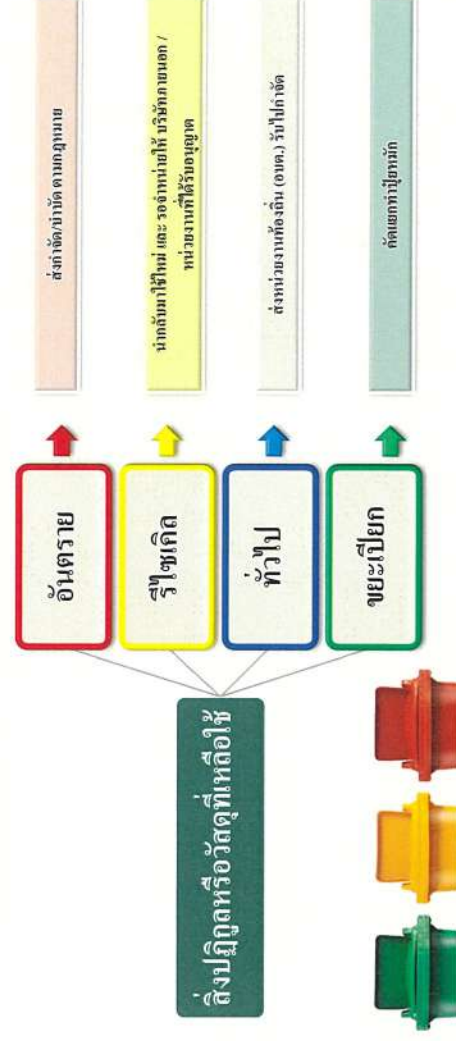 สิ่งปฏิกูลหรือวัสดุที่เหลือใช้
อันตราย
ส่งกำจัด/บำบัด ตามกฎหมาย
รีไซเคิล
นำกลับมาใช้ใหม่ และ รอจำหน่ายให้ บริษัทภายนอก /
หน่วยงานที่ได้รับอนุญาต
ทั่วไป
ส่งหน่วยงานท้องถิ่น (อบต.) รับไปกำจัด
ขยะเปียก
คัดแยกทำปุ๋ยหมัก